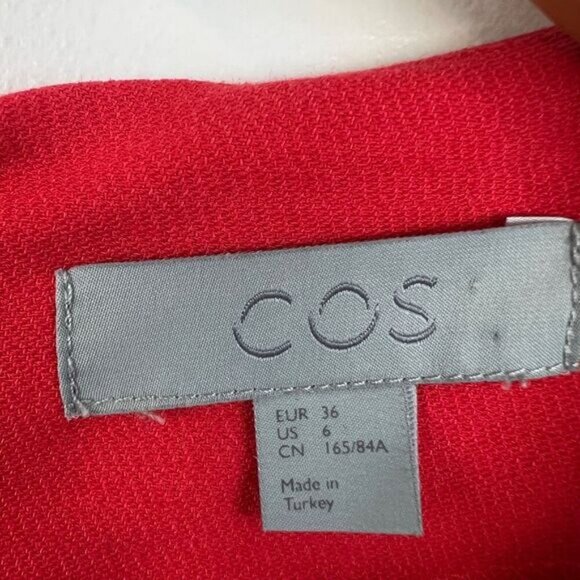 COS
EUR 36
US 6
CN 165/84A
Made in
Turkey